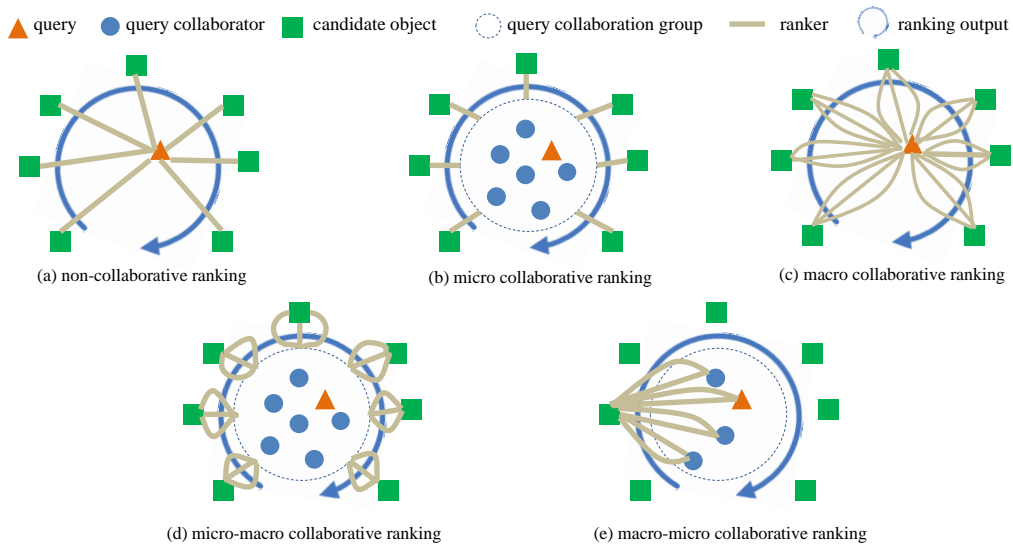 query query collaborator candidate object query collaboration group ranker ranking output
(a) non-collaborative ranking (b) micro collaborative ranking (c) macro collaborative ranking
(d) micro-macro collaborative ranking (e) macro-micro collaborative ranking